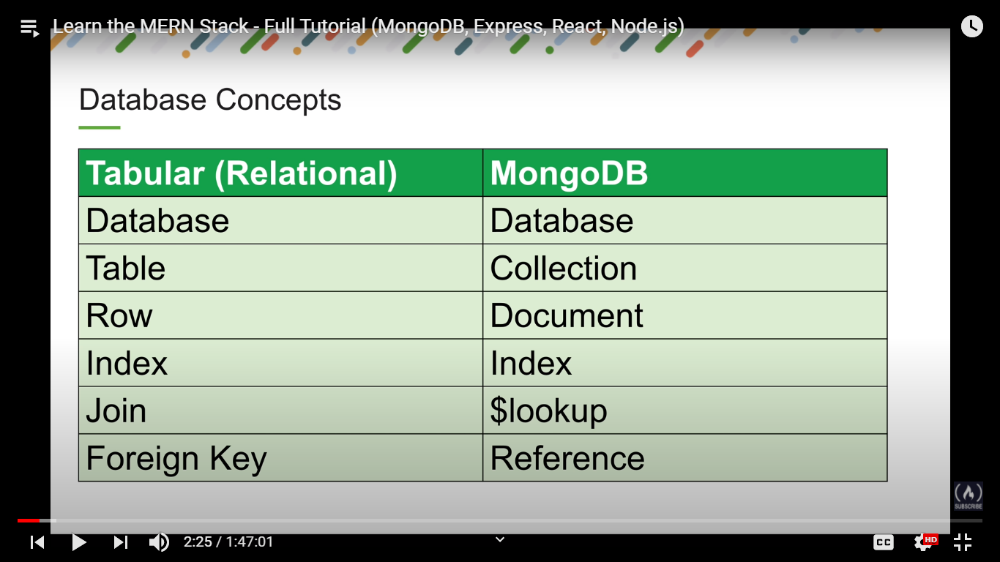 Learn the MERN Stack - Full Tutorial (MongoDB, Express, React, Node.js)
Database Concepts
Tabular (Relational) MongoDB
Database Database
Table Collection
Row Document
Index Index
Join $lookup
Foreign Key Reference
SUBSCRIBE
2:25 / 1:47:01
CC
HD